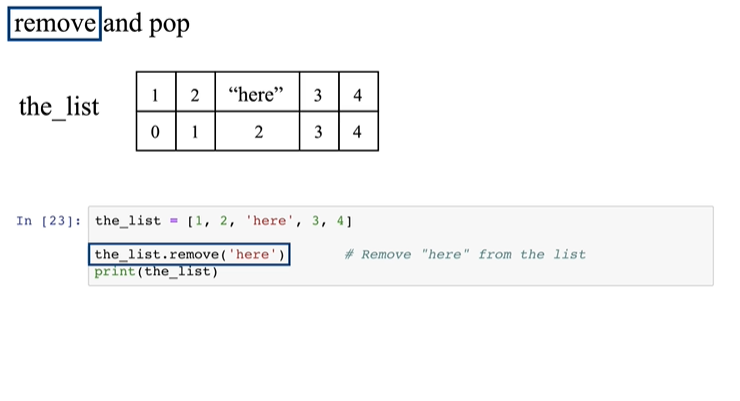 remove and pop
the_list
1 2 “here” 3 4
0 1 2 3 4
In [23]: the_list = [1, 2, 'here', 3, 4]
the_list.remove('here') # Remove "here" from the list
print(the_list)